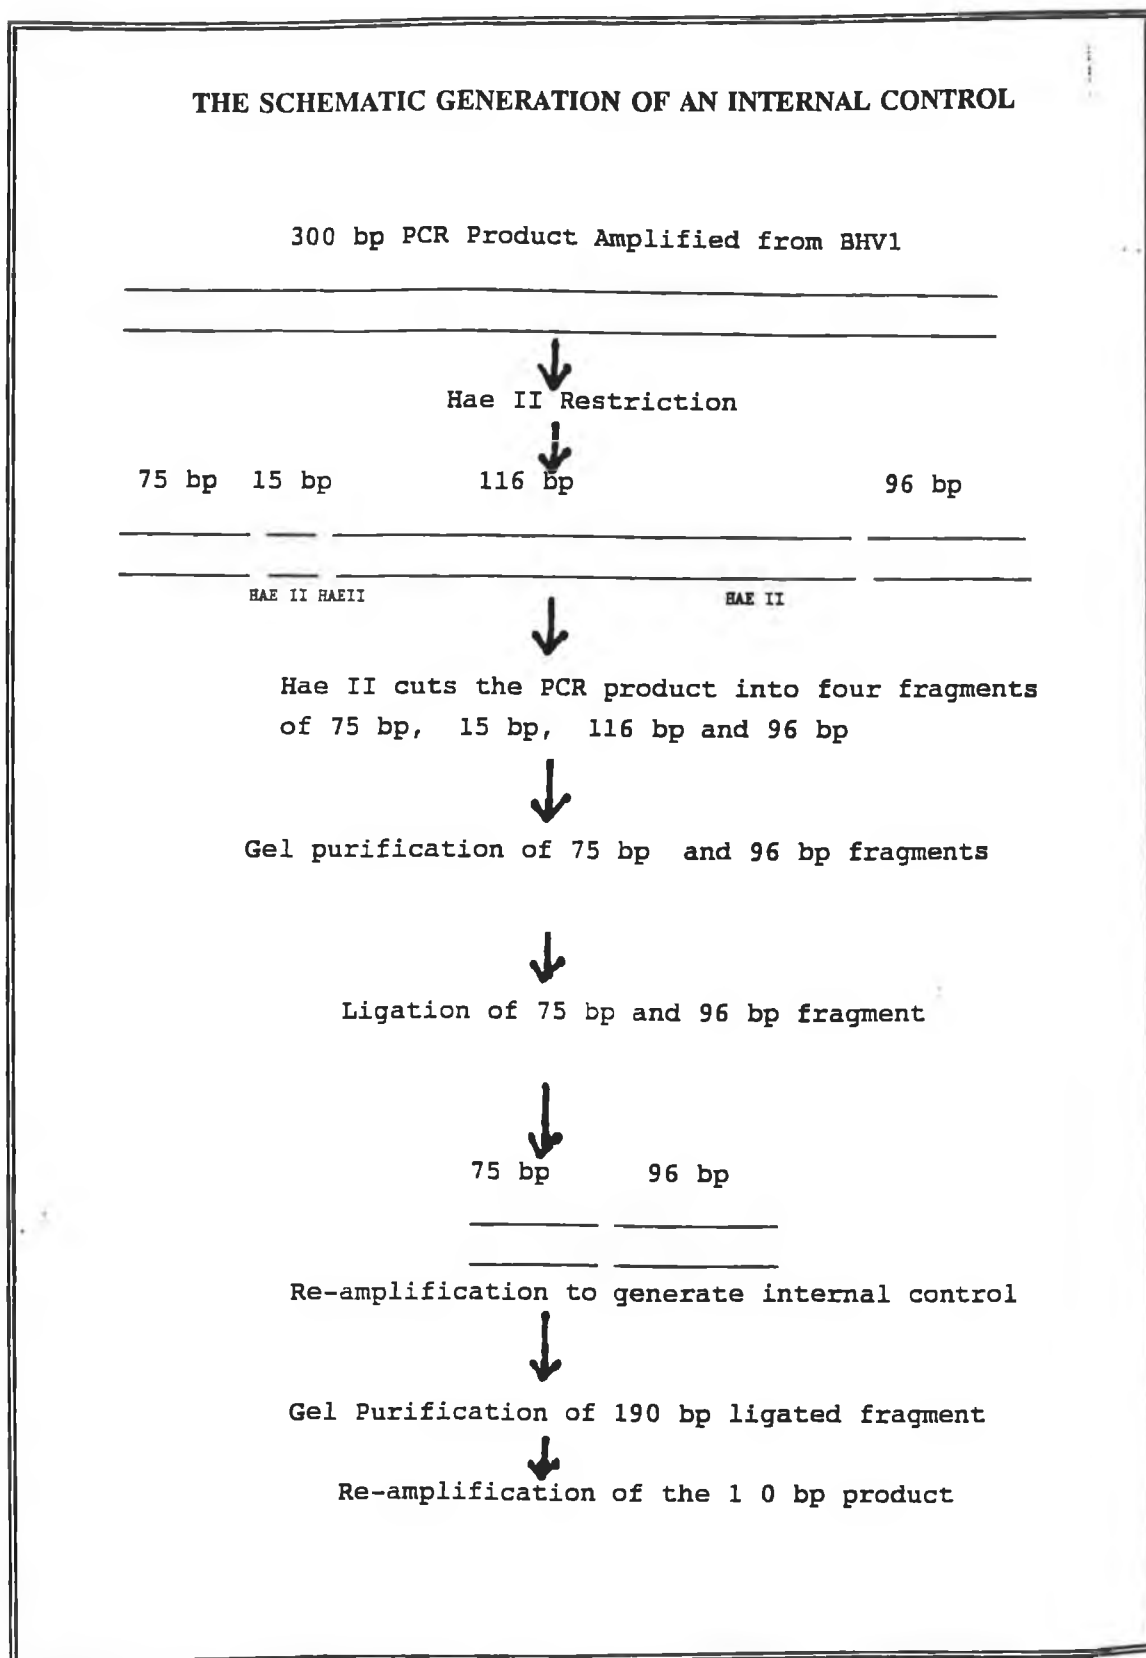 THE SCHEMATIC GENERATION OF AN INTERNAL CONTROL
300 bp PCR Product Amplified from BHV1
Hae II Restriction
75 bp 15 bp 116 bp 96 bp
HAE II HAEII HAE II
Hae II cuts the PCR product into four fragments
of 75 bp, 15 bp, 116 bp and 96 bp
Gel purification of 75 bp and 96 bp fragments
Ligation of 75 bp and 96 bp fragment
75 bp 96 bp
Re-amplification to generate internal control
Gel Purification of 190 bp ligated fragment
Re-amplification of the 1 0 bp product